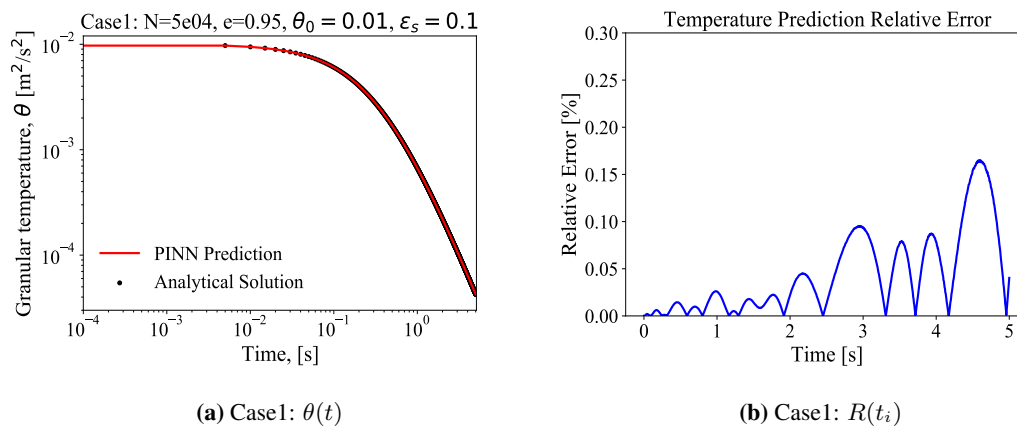 Case1: N=5e04, e=0.95, θ₀ = 0.01, εₛ = 0.1
Granular temperature, θ [m²/s²]
10⁻²
10⁻³
10⁻⁴
PINN Prediction
Analytical Solution
10⁻⁴ 10⁻³ 10⁻² 10⁻¹ 10⁰
Time, [s]
(a) Case1: θ(t)
Temperature Prediction Relative Error
Relative Error [%]
0.30
0.25
0.20
0.15
0.10
0.05
0.00
0 1 2 3 4 5
Time [s]
(b) Case1: R(tᵢ)